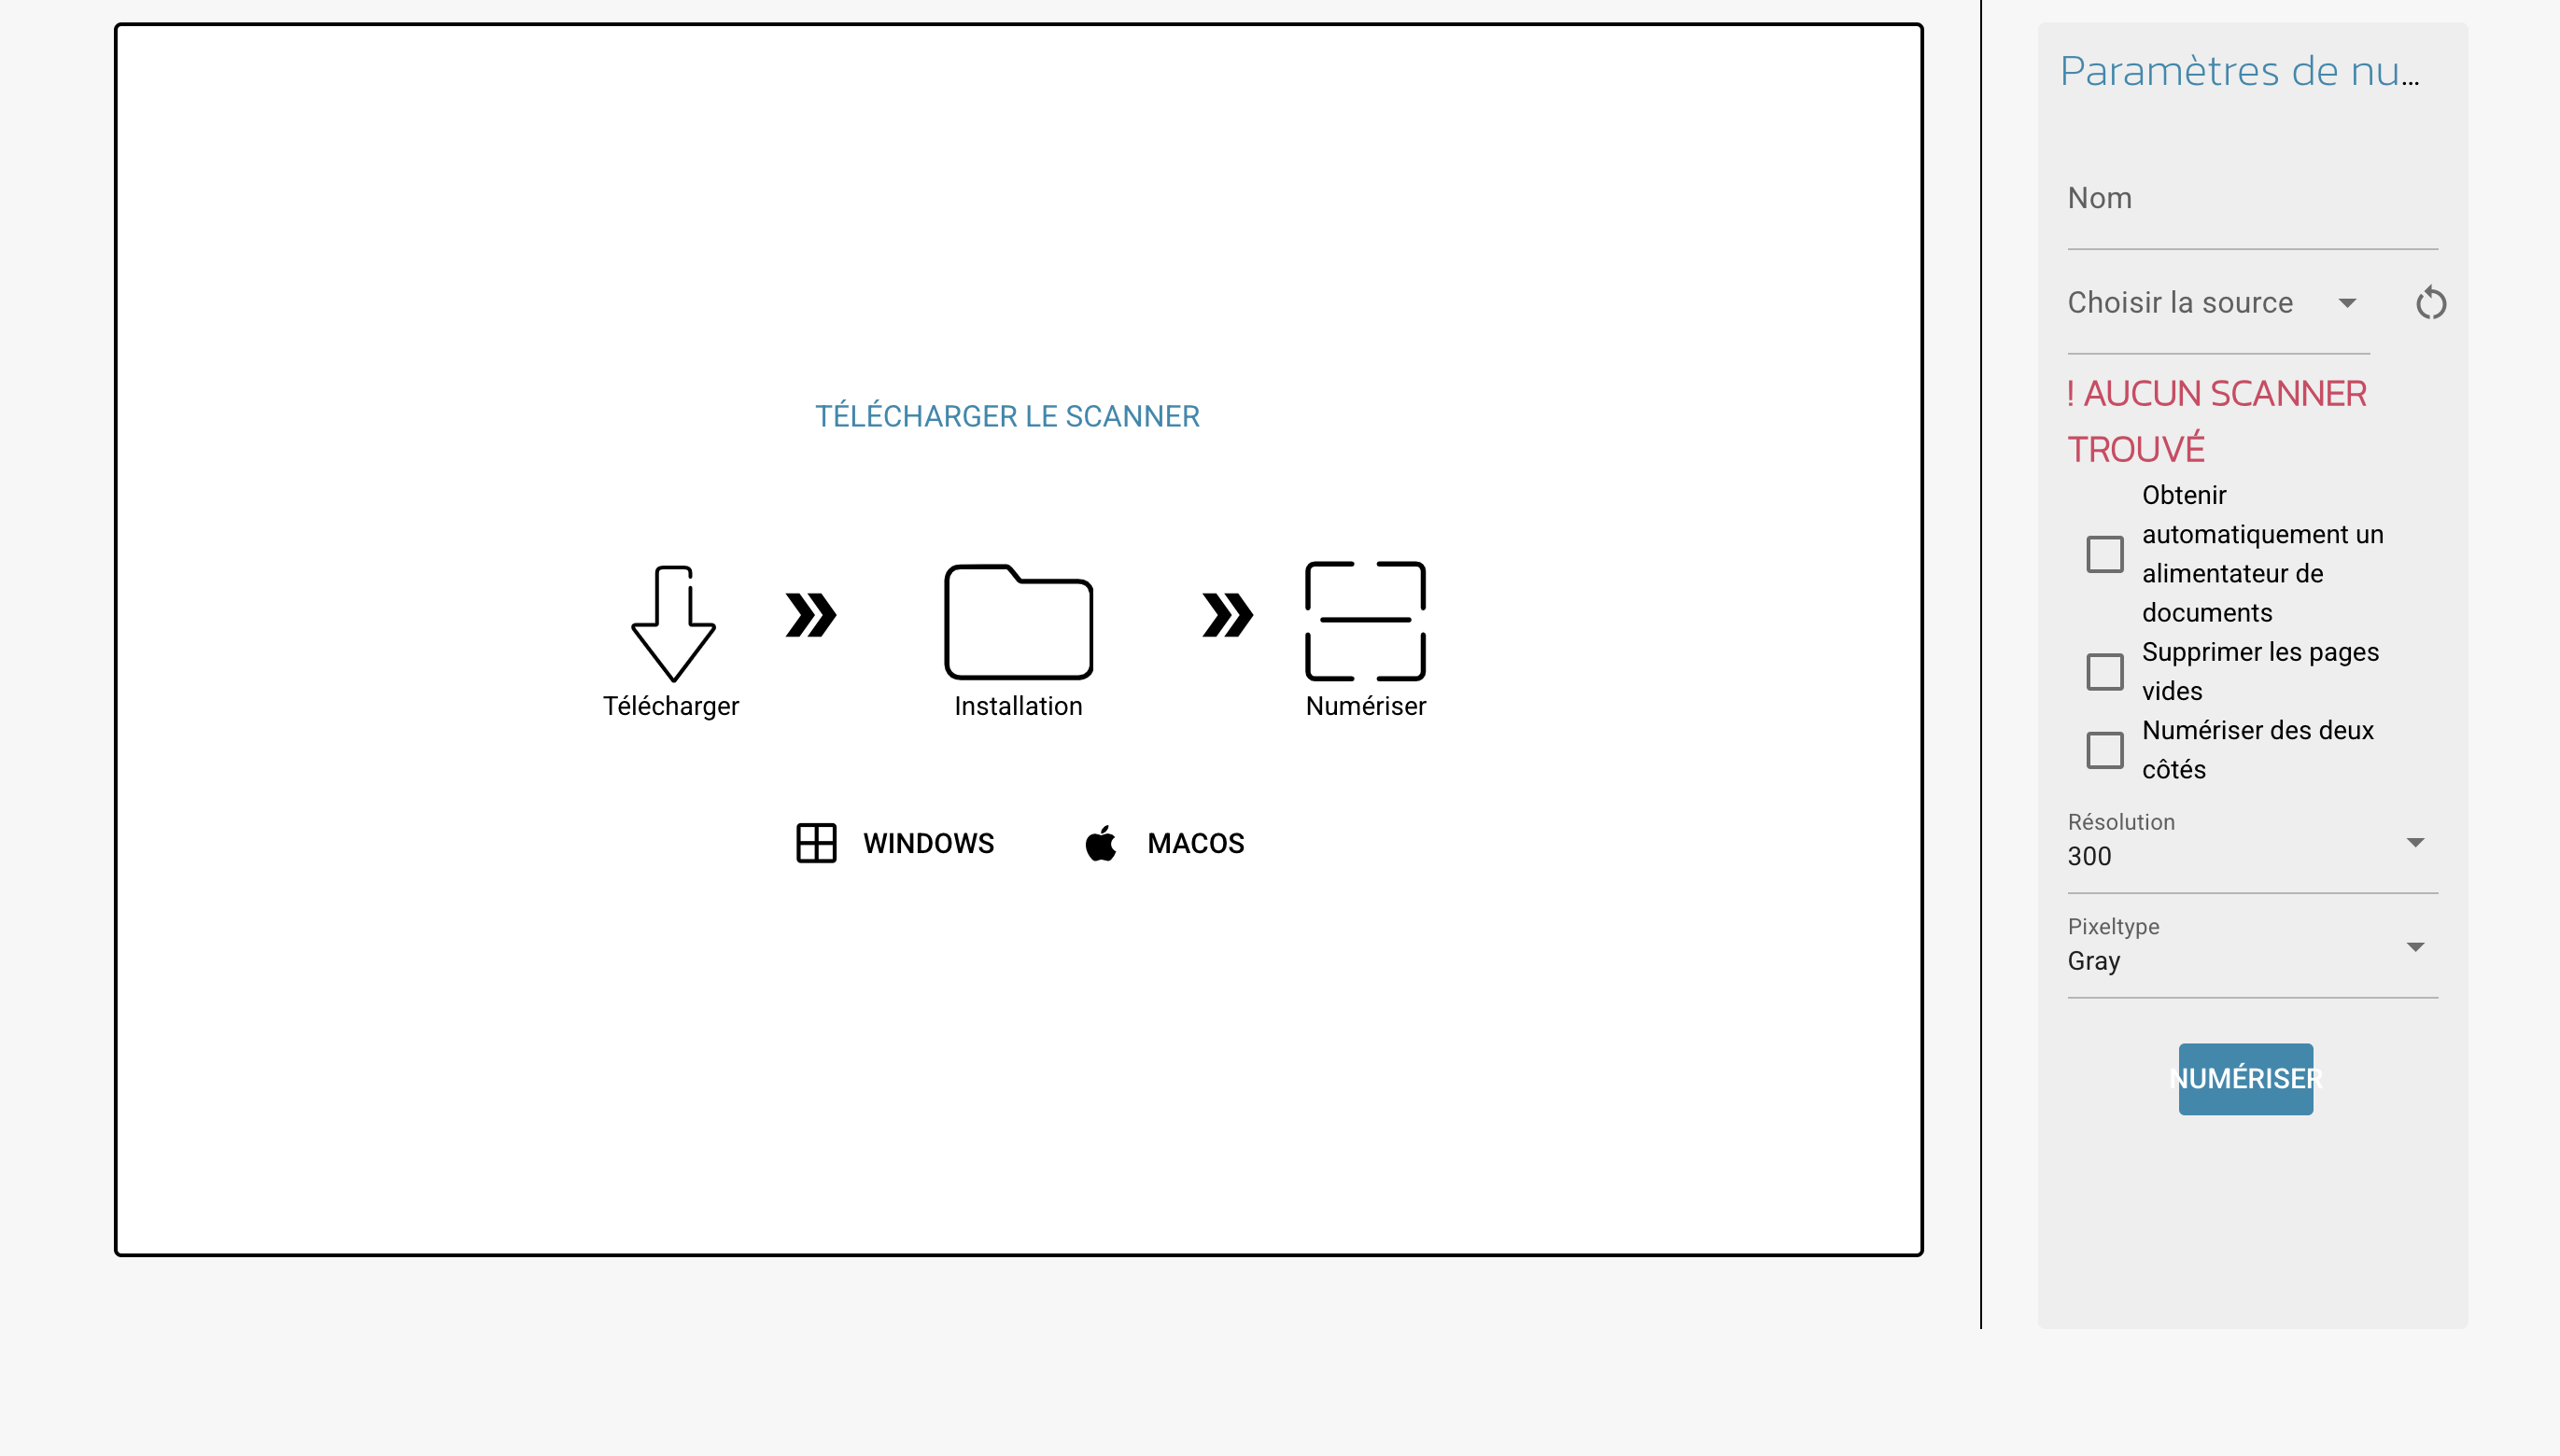 TÉLÉCHARGER LE SCANNER
Télécharger
Installation
Numériser
WINDOWS
MACOS
Paramètres de nu...
Nom
Choisir la source
! AUCUN SCANNER
TROUVÉ
Obtenir
automatiquement un
alimentateur de
documents
Supprimer les pages
vides
Numériser des deux
côtés
Résolution
300
Pixeltype
Gray
NUMÉRISER